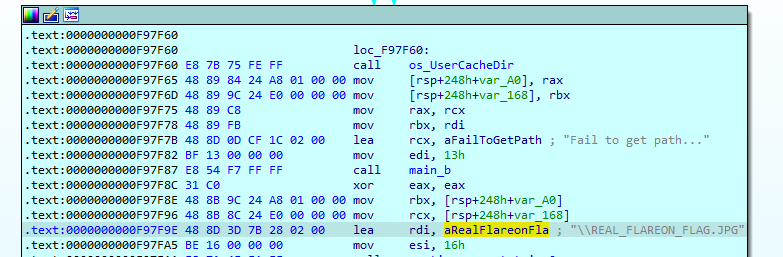 .text:0000000000F97F60
.text:0000000000F97F60 loc_F97F60:
.text:0000000000F97F60 E8 7B 75 FE FF call os_UserCacheDir
.text:0000000000F97F65 48 89 84 24 A8 01 00 00 mov [rsp+248h+var_A0], rax
.text:0000000000F97F6D 48 89 9C 24 E0 00 00 00 mov [rsp+248h+var_168], rbx
.text:0000000000F97F75 48 89 C8 mov rax, rcx
.text:0000000000F97F78 48 89 FB mov rbx, rdi
.text:0000000000F97F7B 48 8D 0D CF 1C 02 00 lea rcx, aFailToGetPath ; "Fail to get path..."
.text:0000000000F97F82 BF 13 00 00 00 mov edi, 13h
.text:0000000000F97F87 E8 54 F7 FF FF call main_b
.text:0000000000F97F8C 31 C0 xor eax, eax
.text:0000000000F97F8E 48 8B 9C 24 A8 01 00 00 mov rbx, [rsp+248h+var_A0]
.text:0000000000F97F96 48 8B 8C 24 E0 00 00 00 mov rcx, [rsp+248h+var_168]
.text:0000000000F97F9E 48 8D 3D 7B 28 02 00 lea rdi, aRealFlareonFla ; "\\REAL_FLAREON_FLAG.JPG"
.text:0000000000F97FA5 BE 16 00 00 00 mov esi, 16h